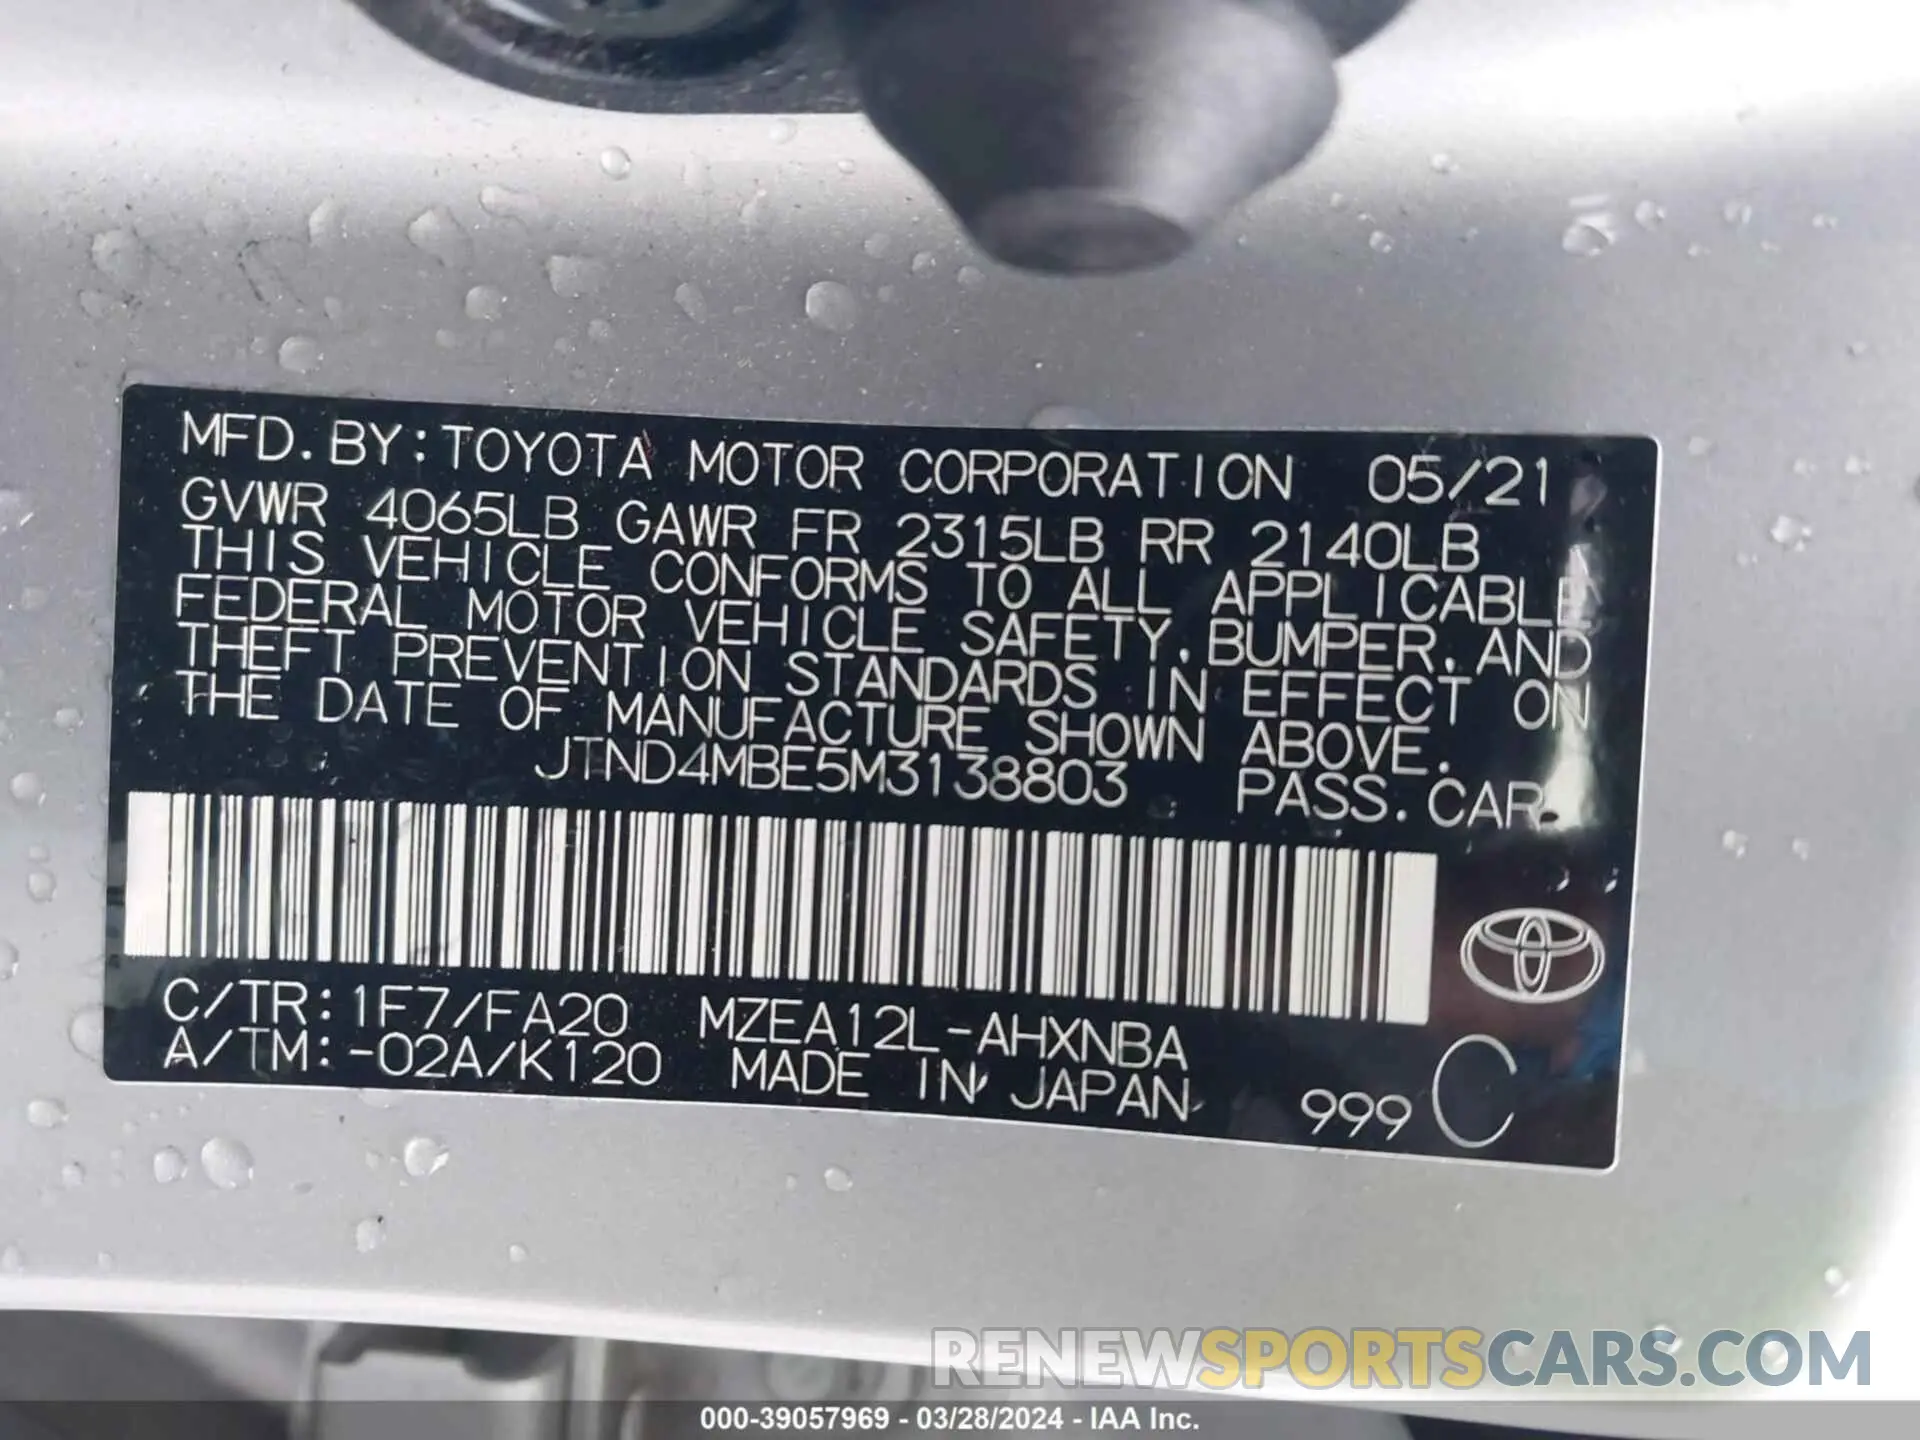 MFD.BY:TOYOTA MOTOR CORPORATION 05/21
GVWR 4065LB GAWR FR 2315LB RR 2140LB
THIS VEHICLE CONFORMS TO ALL APPLICABLE
FEDERAL MOTOR VEHICLE SAFETY, BUMPER, AND
THEFT PREVENTION STANDARDS IN EFFECT ON
THE DATE OF MANUFACTURE SHOWN ABOVE.
JTND4MBE5M3138803 PASS.CAR
C/TR:1F7/FA20 MZEA12L-AHXNBA
A/TM:-02A/K120 MADE IN JAPAN 999 C
RENEWSPORTSCARS.COM
000-39057969 - 03/28/2024 - IAA Inc.